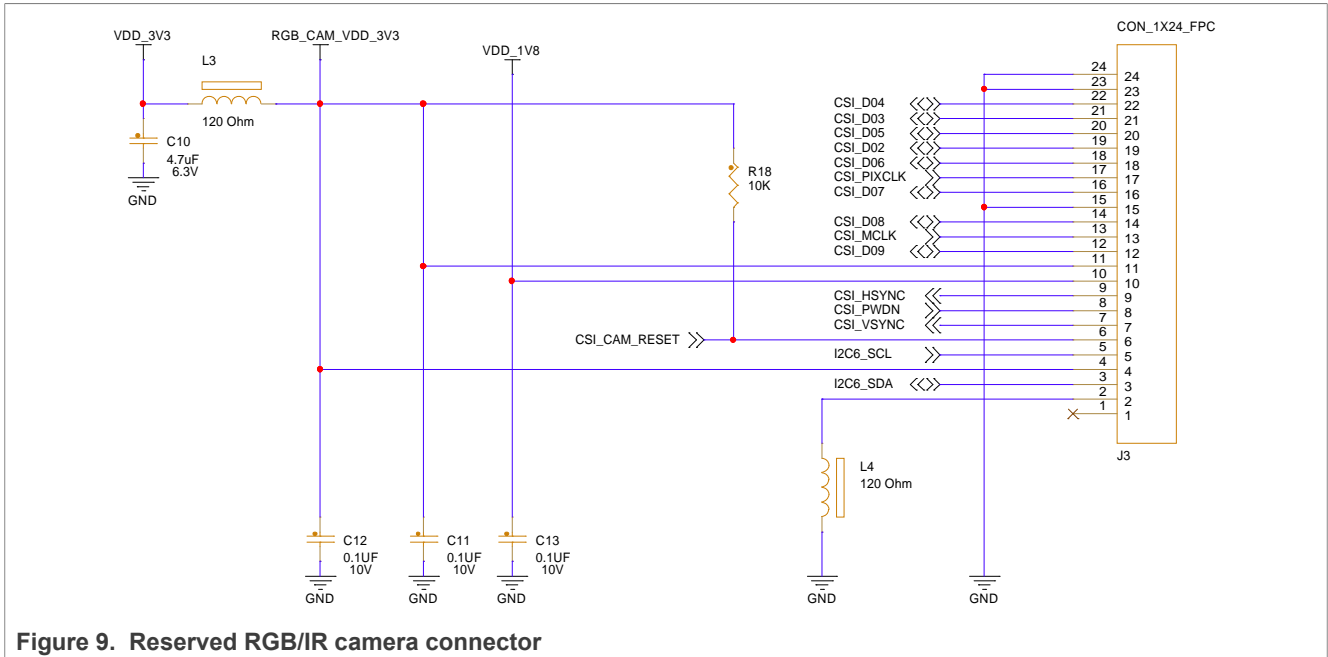 CON_1X24_FPC
VDD_3V3
RGB_CAM_VDD_3V3
VDD_1V8
L3
120 Ohm
C10
4.7uF
6.3V
GND
R18
10K
24
24
23
23
CSI_D04
22
22
CSI_D03
21
21
CSI_D05
20
20
CSI_D02
19
19
CSI_D06
18
18
CSI_PIXCLK
17
17
CSI_D07
16
16
15
15
CSI_D08
14
14
CSI_MCLK
13
13
CSI_D09
12
12
11
11
10
10
CSI_HSYNC
9
9
CSI_PWDN
8
8
CSI_VSYNC
7
7
CSI_CAM_RESET
6
6
I2C6_SCL
5
5
4
4
I2C6_SDA
3
3
2
2
1
1
J3
L4
120 Ohm
C12
0.1UF
10V
GND
C11
0.1UF
10V
GND
C13
0.1UF
10V
GND
GND
GND
Figure 9. Reserved RGB/IR camera connector